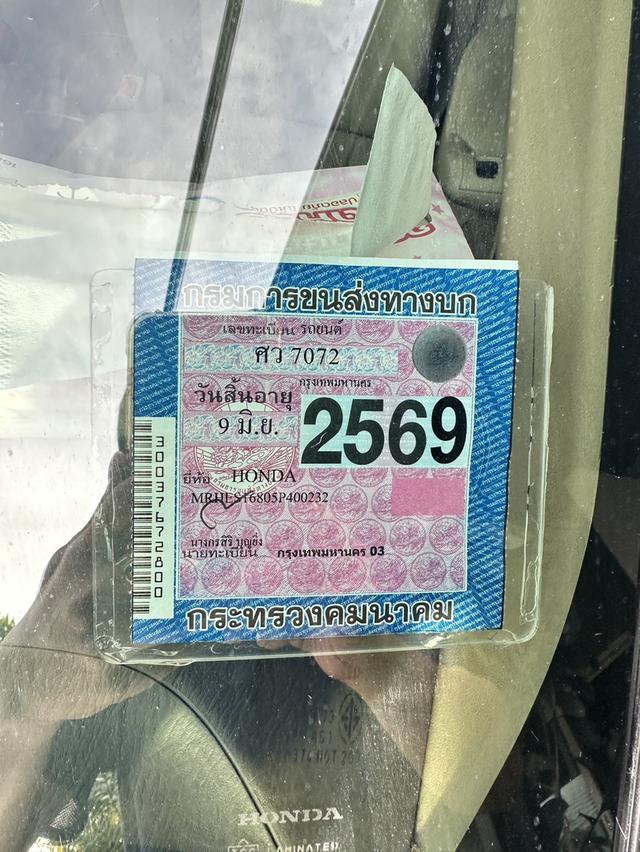 กรมการขนส่งทางบก
เลขทะเบียน รถยนต์
ศว 7072
กรุงเทพมหานคร
วันสิ้นอายุ
9 มิ.ย.
2569
ยี่ห้อ HONDA
MRHES16805P400232
นายทะเบียน กรุงเทพมหานคร 03
กระทรวงคมนาคม
30037672800
HONDA
LAMINATED